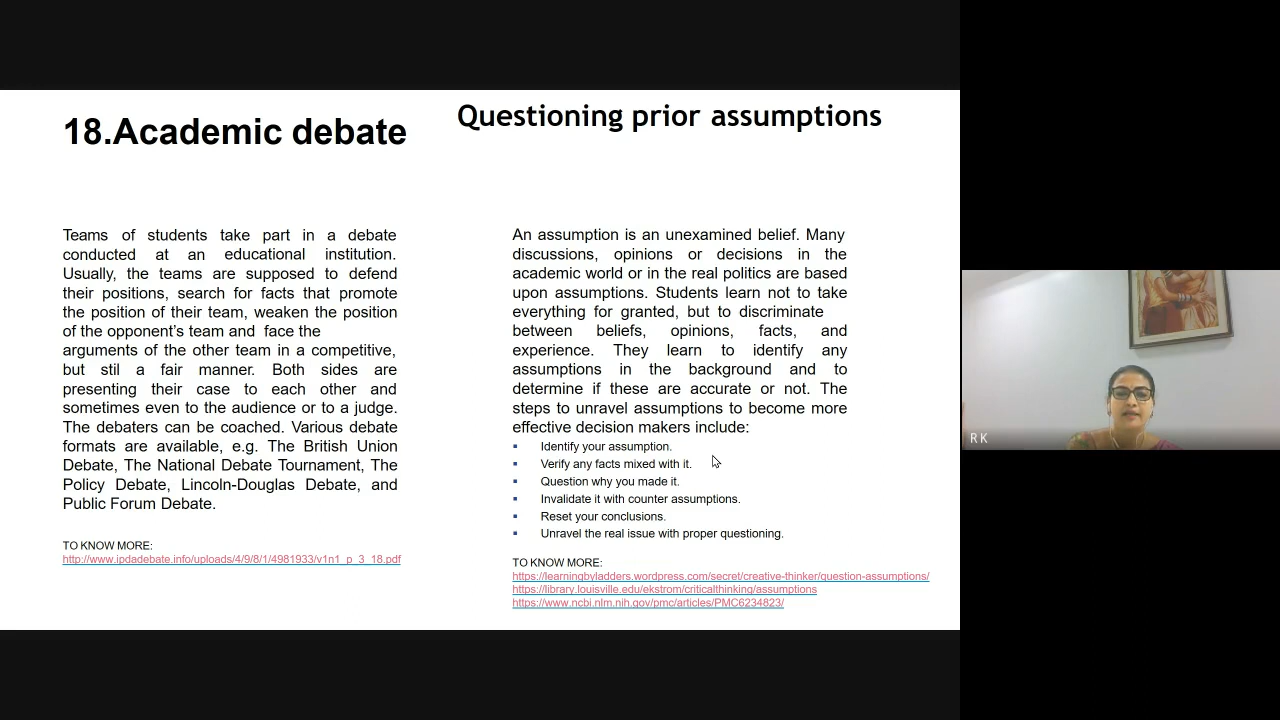 18.Academic debate
Teams of students take part in a debate
conducted at an educational institution.
Usually, the teams are supposed to defend
their positions, search for facts that promote
the position of their team, weaken the position
of the opponent's team and face the
arguments of the other team in a competitive,
but stil a fair manner. Both sides are
presenting their case to each other and
sometimes even to the audience or to a judge.
The debaters can be coached. Various debate
formats are available, e.g. The British Union
Debate, The National Debate Tournament, The
Policy Debate, Lincoln-Douglas Debate, and
Public Forum Debate.
TO KNOW MORE:
http://www.ipdadebate.info/uploads/4/9/8/1/4981933/v1n1_p_3_18.pdf
Questioning prior assumptions
An assumption is an unexamined belief. Many
discussions, opinions or decisions in the
academic world or in the real politics are based
upon assumptions. Students learn not to take
everything for granted, but to discriminate
between beliefs, opinions, facts, and
experience. They learn to identify any
assumptions in the background and to
determine if these are accurate or not. The
steps to unravel assumptions to become more
effective decision makers include:
▪ Identify your assumption.
▪ Verify any facts mixed with it.
▪ Question why you made it.
▪ Invalidate it with counter assumptions.
▪ Reset your conclusions.
▪ Unravel the real issue with proper questioning.
TO KNOW MORE:
https://learningbyladders.wordpress.com/secret/creative-thinker/question-assumptions/
https://library.louisville.edu/ekstrom/criticalthinking/assumptions
https://www.ncbi.nlm.nih.gov/pmc/articles/PMC6234823/
R K